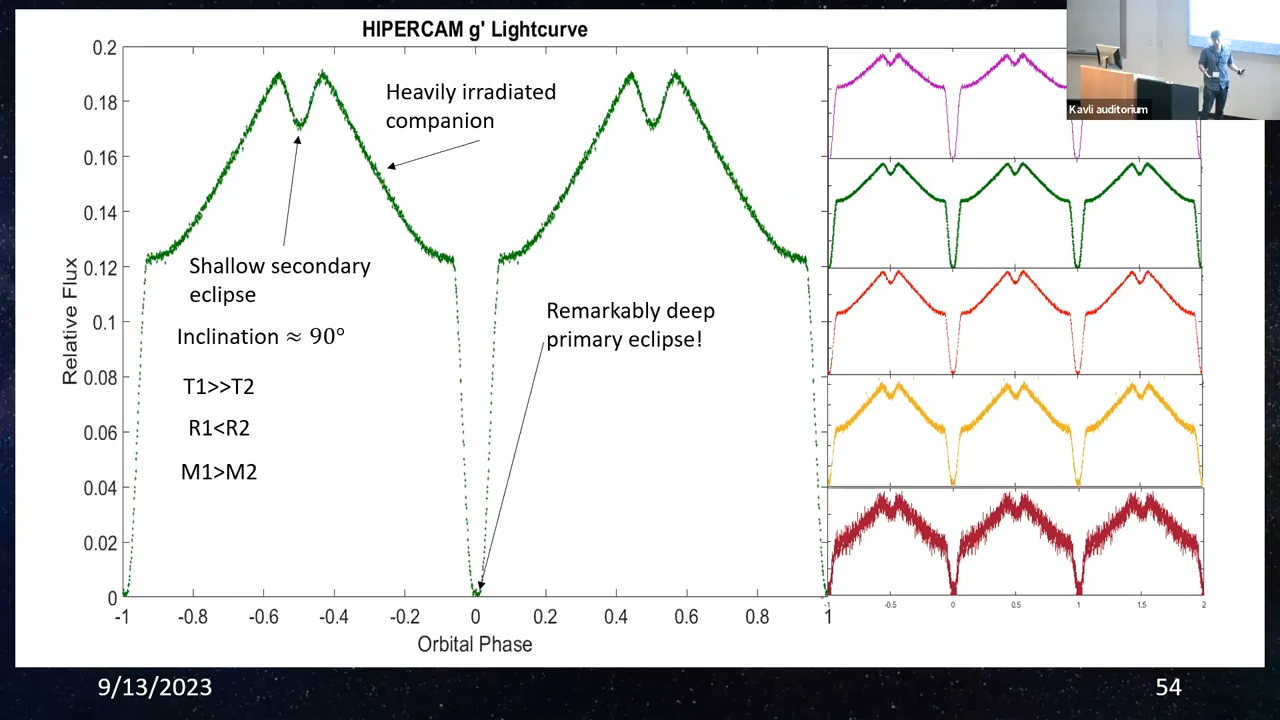 HIPERCAM g' Lightcurve
Relative Flux
0.2
0.18
0.16
0.14
0.12
0.1
0.08
0.06
0.04
0.02
0
-1
-0.8
-0.6
-0.4
-0.2
0
0.2
0.4
0.6
0.8
1
Orbital Phase
Heavily irradiated
companion
Shallow secondary
eclipse
Inclination ≈ 90°
T1>>T2
R1<R2
M1>M2
Remarkably deep
primary eclipse!
Kavli auditorium
-1
-0.5
0
0.5
1
1.5
2
9/13/2023
54